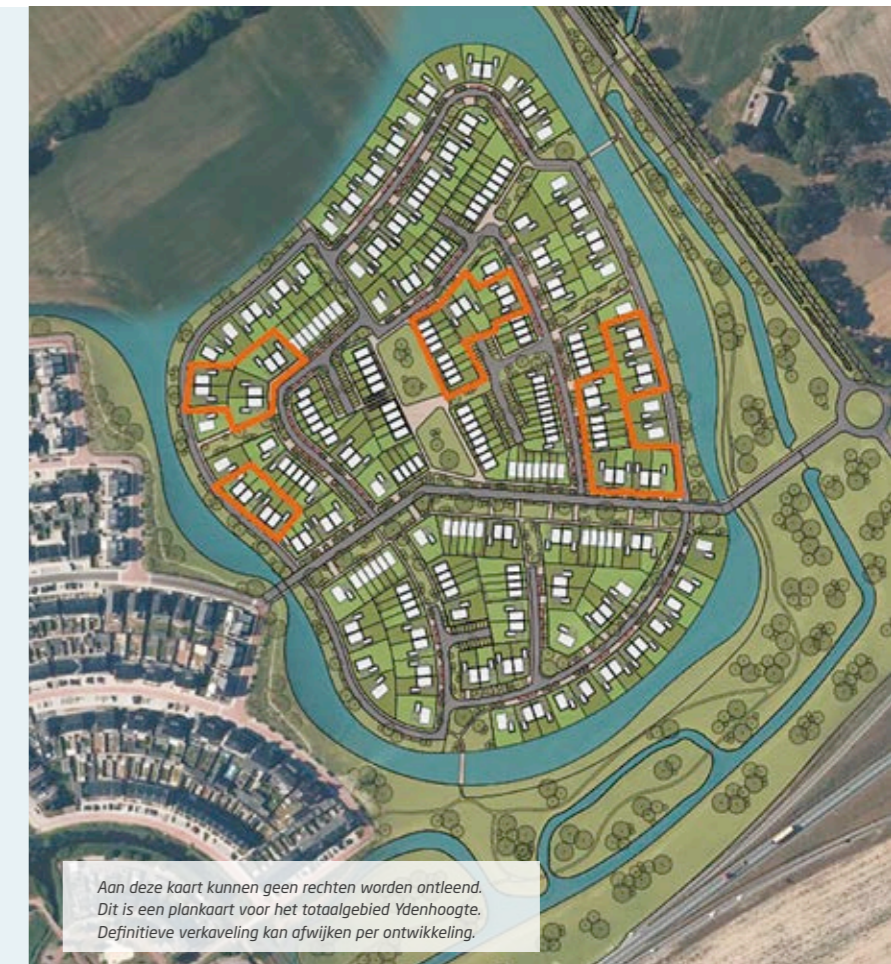 Aan deze kaart kunnen geen rechten worden ontleend.
Dit is een plankaart voor het totaalgebied Ydenhoogte.
Definitieve verkaveling kan afwijken per ontwikkeling.